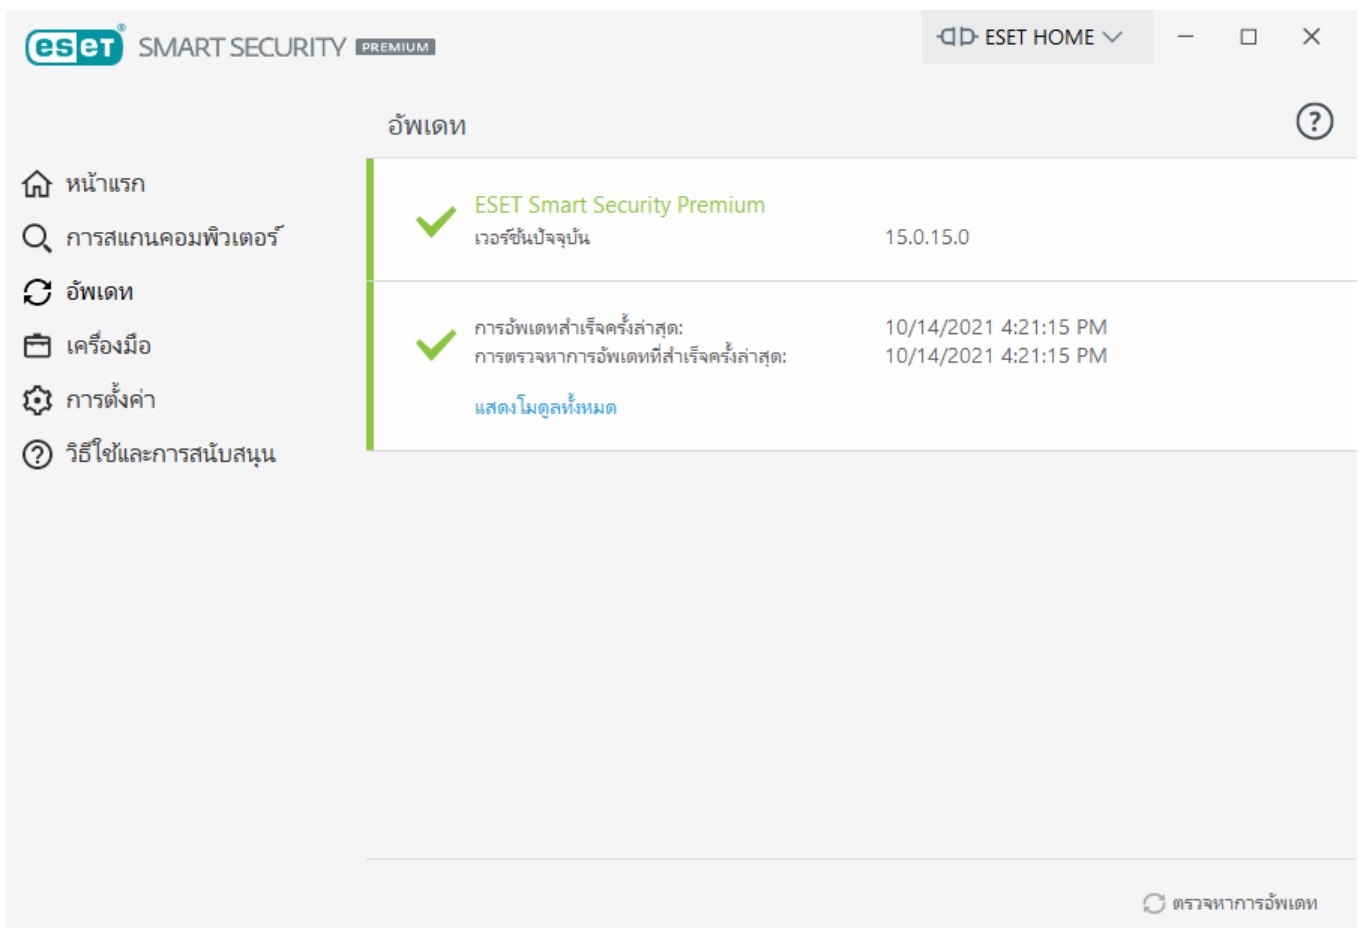 eset® SMART SECURITY PREMIUM
ESET HOME
อัพเดท
หน้าแรก
การสแกนคอมพิวเตอร์
อัพเดท
เครื่องมือ
การตั้งค่า
วิธีใช้และการสนับสนุน
ESET Smart Security Premium
เวอร์ชันปัจจุบัน 15.0.15.0
การอัพเดทสำเร็จครั้งล่าสุด: 10/14/2021 4:21:15 PM
การตรวจหาการอัพเดทที่สำเร็จครั้งล่าสุด: 10/14/2021 4:21:15 PM
แสดงโมดูลทั้งหมด
ตรวจหาการอัพเดท